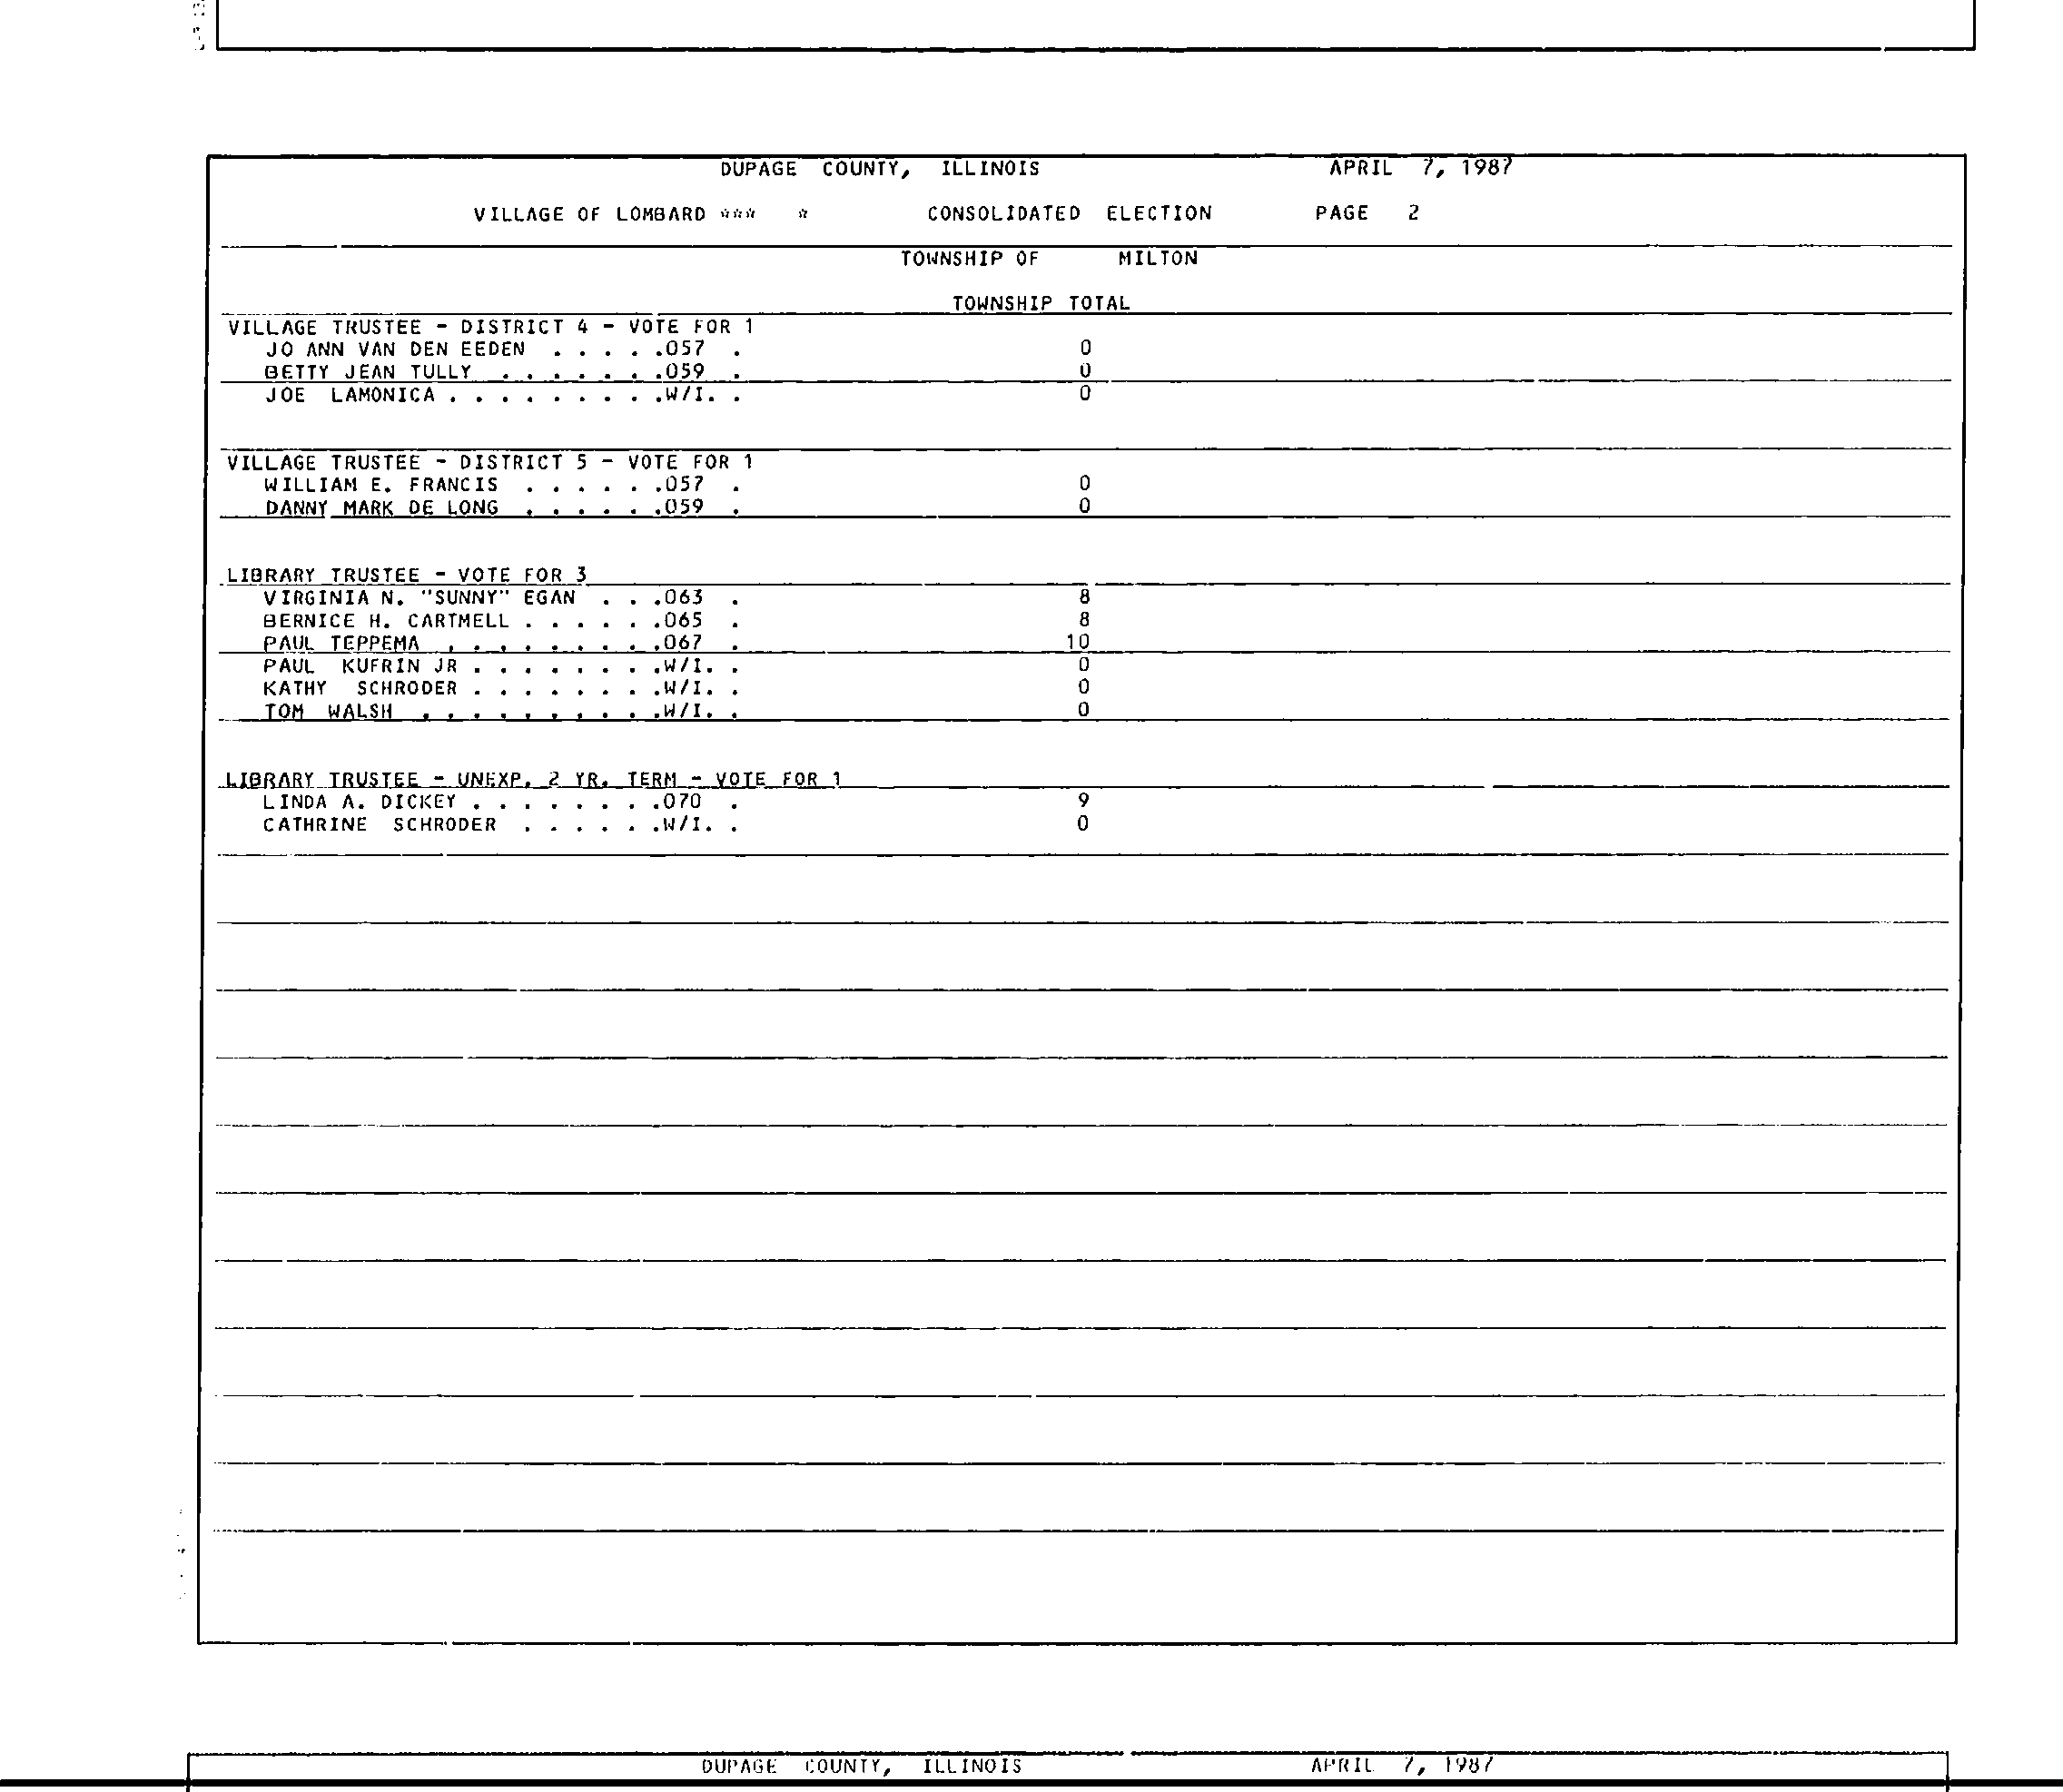 DUPAGE COUNTY, ILLINOIS APRIL 7, 1987
VILLAGE OF LOMBARD *** * CONSOLIDATED ELECTION PAGE 2
TOWNSHIP OF MILTON
TOWNSHIP TOTAL
VILLAGE TRUSTEE - DISTRICT 4 - VOTE FOR 1
JO ANN VAN DEN EEDEN . . . . .057 . 0
BETTY JEAN TULLY . . . . . . .059 . 0
JOE LAMONICA . . . . . . . . .W/I. . 0
VILLAGE TRUSTEE - DISTRICT 5 - VOTE FOR 1
WILLIAM E. FRANCIS . . . . . .057 . 0
DANNY MARK DE LONG . . . . . .059 . 0
LIBRARY TRUSTEE - VOTE FOR 3
VIRGINIA N. "SUNNY" EGAN . . .063 . 8
BERNICE H. CARTMELL . . . . . .065 . 8
PAUL TEPPEMA . . . . . . . . .067 . 10
PAUL KUFRIN JR . . . . . . . .W/I. . 0
KATHY SCHRODER . . . . . . . .W/I. . 0
TOM WALSH . . . . . . . . . .W/I. . 0
LIBRARY TRUSTEE - UNEXP. 2 YR. TERM - VOTE FOR 1
LINDA A. DICKEY . . . . . . . .070 . 9
CATHRINE SCHRODER . . . . . .W/I. . 0
DUPAGE COUNTY, ILLINOIS APRIL 7, 1987